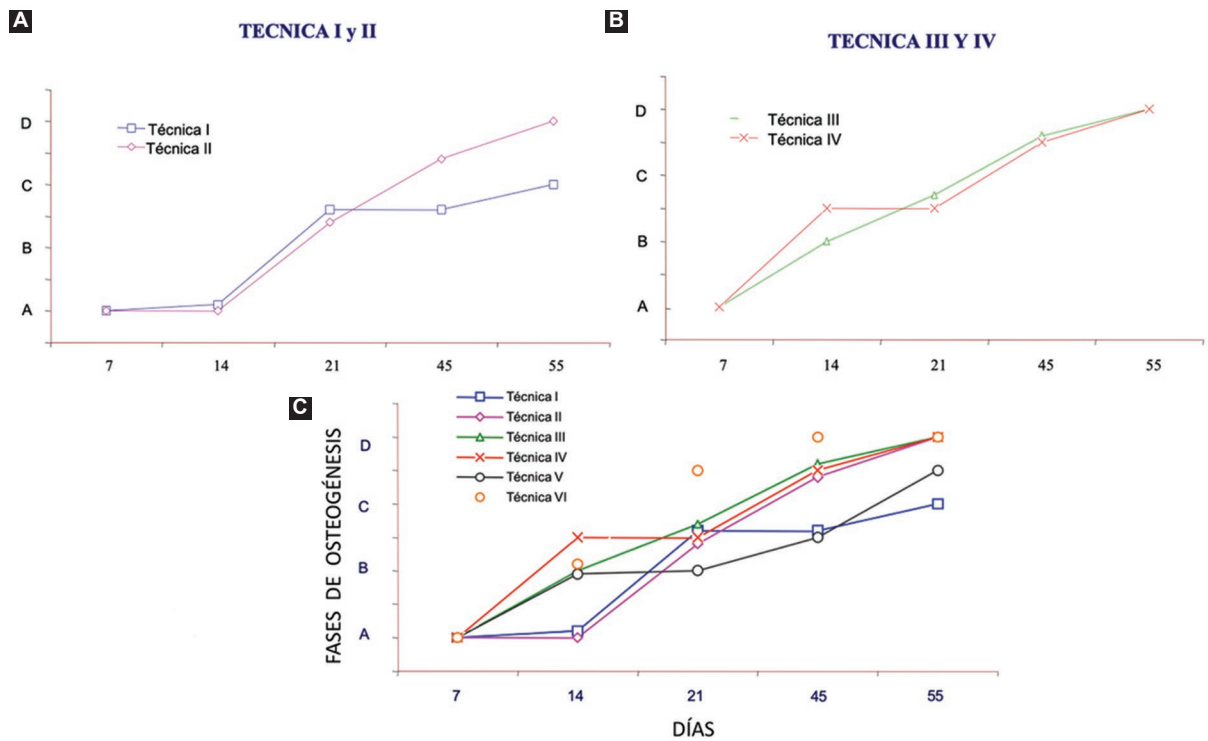 A
TECNICA I y II
D
C
B
A
Técnica I
Técnica II
7 14 21 45 55
B
TECNICA III Y IV
D
C
B
A
Técnica III
Técnica IV
7 14 21 45 55
C
FASES DE OSTEOGÉNESIS
D
C
B
A
Técnica I
Técnica II
Técnica III
Técnica IV
Técnica V
Técnica VI
7 14 21 45 55
DÍAS